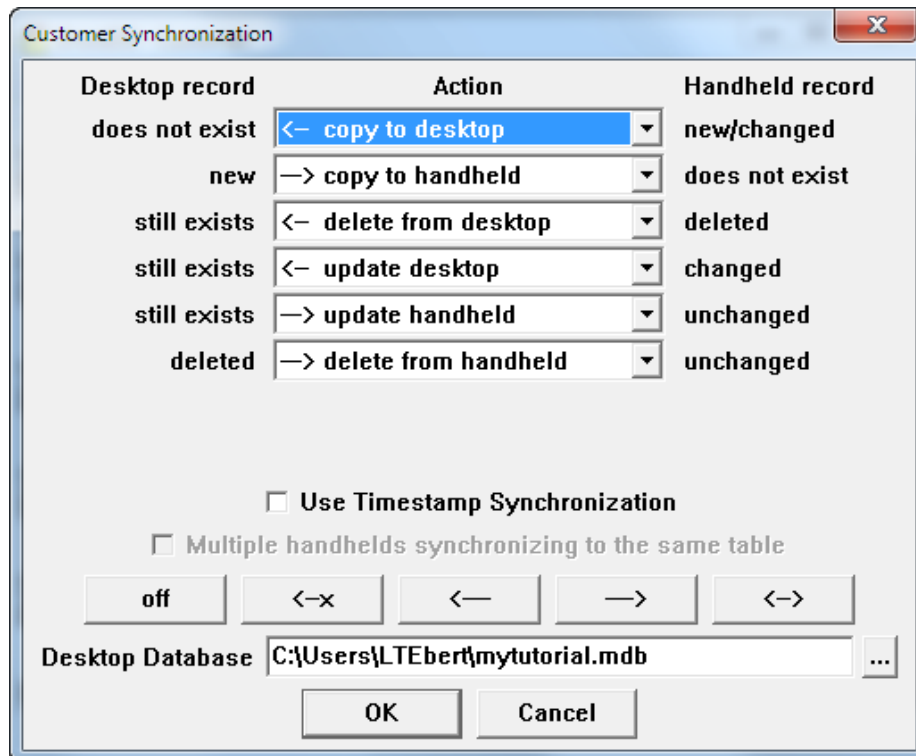 Customer Synchronization
X
Desktop record Action Handheld record
does not exist <– copy to desktop new/changed
new —> copy to handheld does not exist
still exists <– delete from desktop deleted
still exists <– update desktop changed
still exists —> update handheld unchanged
deleted —> delete from handheld unchanged
Use Timestamp Synchronization
Multiple handhelds synchronizing to the same table
off <–x <— —> <–>
Desktop Database C:\Users\LTEbert\mytutorial.mdb ...
OK Cancel